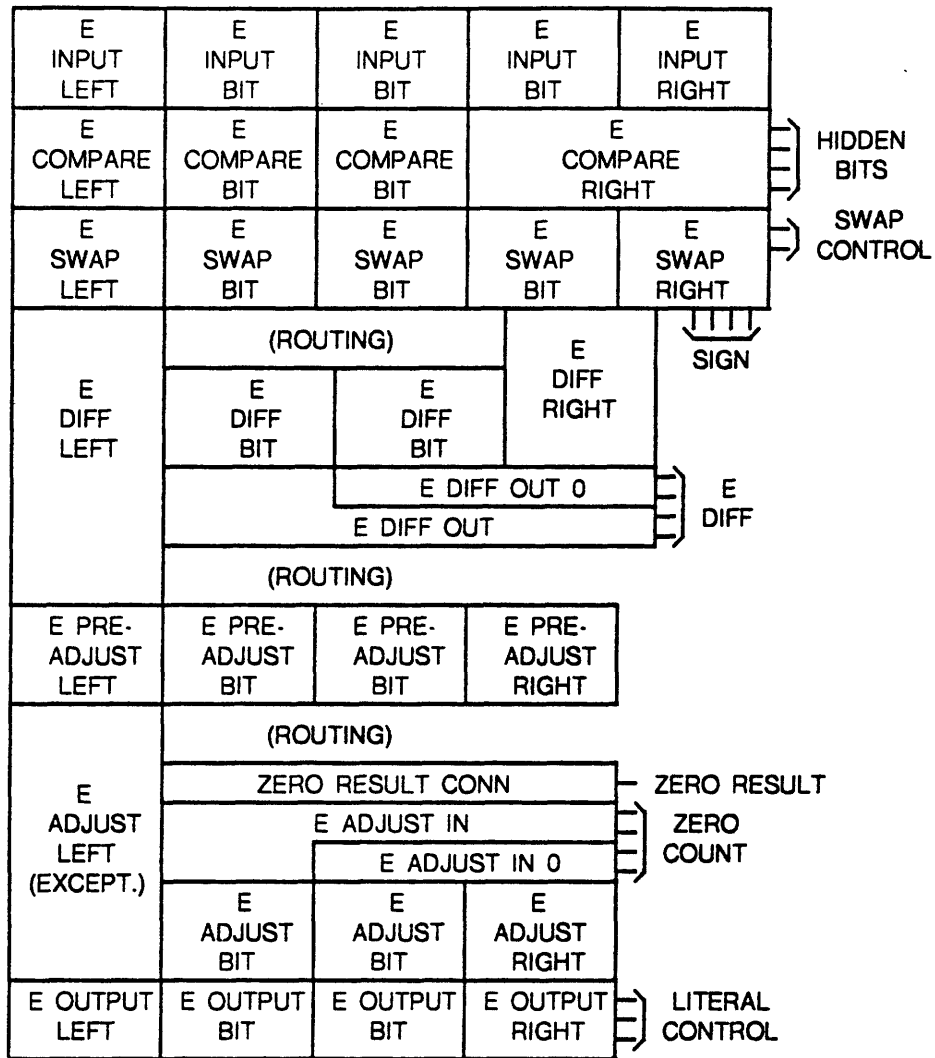 E INPUT LEFT
E INPUT BIT
E INPUT BIT
E INPUT BIT
E INPUT RIGHT
E COMPARE LEFT
E COMPARE BIT
E COMPARE BIT
E COMPARE RIGHT
HIDDEN BITS
E SWAP LEFT
E SWAP BIT
E SWAP BIT
E SWAP BIT
E SWAP RIGHT
SWAP CONTROL
E DIFF LEFT
(ROUTING)
E DIFF RIGHT
SIGN
E DIFF BIT
E DIFF BIT
E DIFF OUT 0
E DIFF OUT
E DIFF
(ROUTING)
E PRE-ADJUST LEFT
E PRE-ADJUST BIT
E PRE-ADJUST BIT
E PRE-ADJUST RIGHT
E ADJUST LEFT (EXCEPT.)
(ROUTING)
ZERO RESULT CONN
ZERO RESULT
E ADJUST IN
E ADJUST IN 0
ZERO COUNT
E ADJUST BIT
E ADJUST BIT
E ADJUST RIGHT
E OUTPUT LEFT
E OUTPUT BIT
E OUTPUT BIT
E OUTPUT RIGHT
LITERAL CONTROL